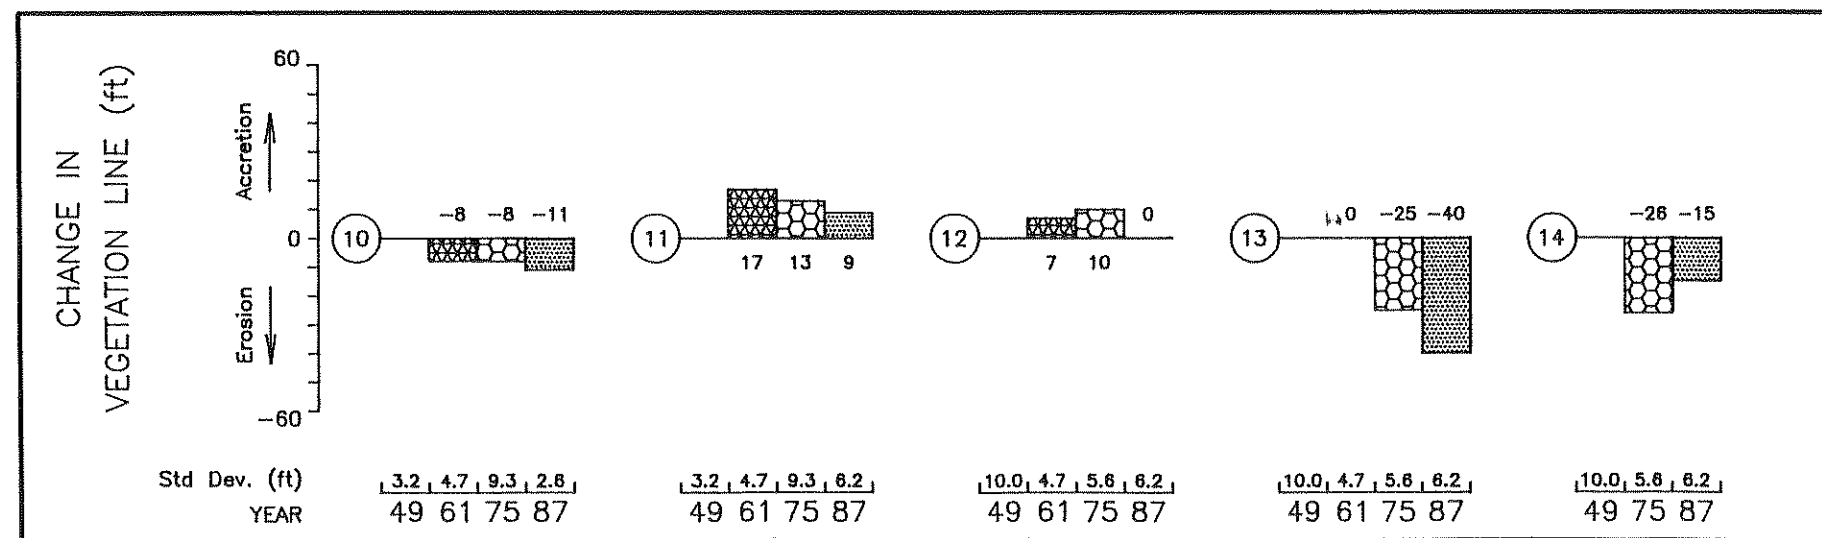 CHANGE IN
VEGETATION LINE (ft)
60
Accretion
0
Erosion
-60
10
-8 -8 -11
11
17 13 9
12
0
7 10
13
0 -25 -40
14
-26 -15
Std Dev. (ft)
3.2 4.7 9.3 2.6
3.2 4.7 9.3 6.2
10.0 4.7 5.6 6.2
10.0 4.7 5.6 6.2
10.0 5.6 6.2
YEAR
49 61 75 87
49 61 75 87
49 61 75 87
49 61 75 87
49 75 87